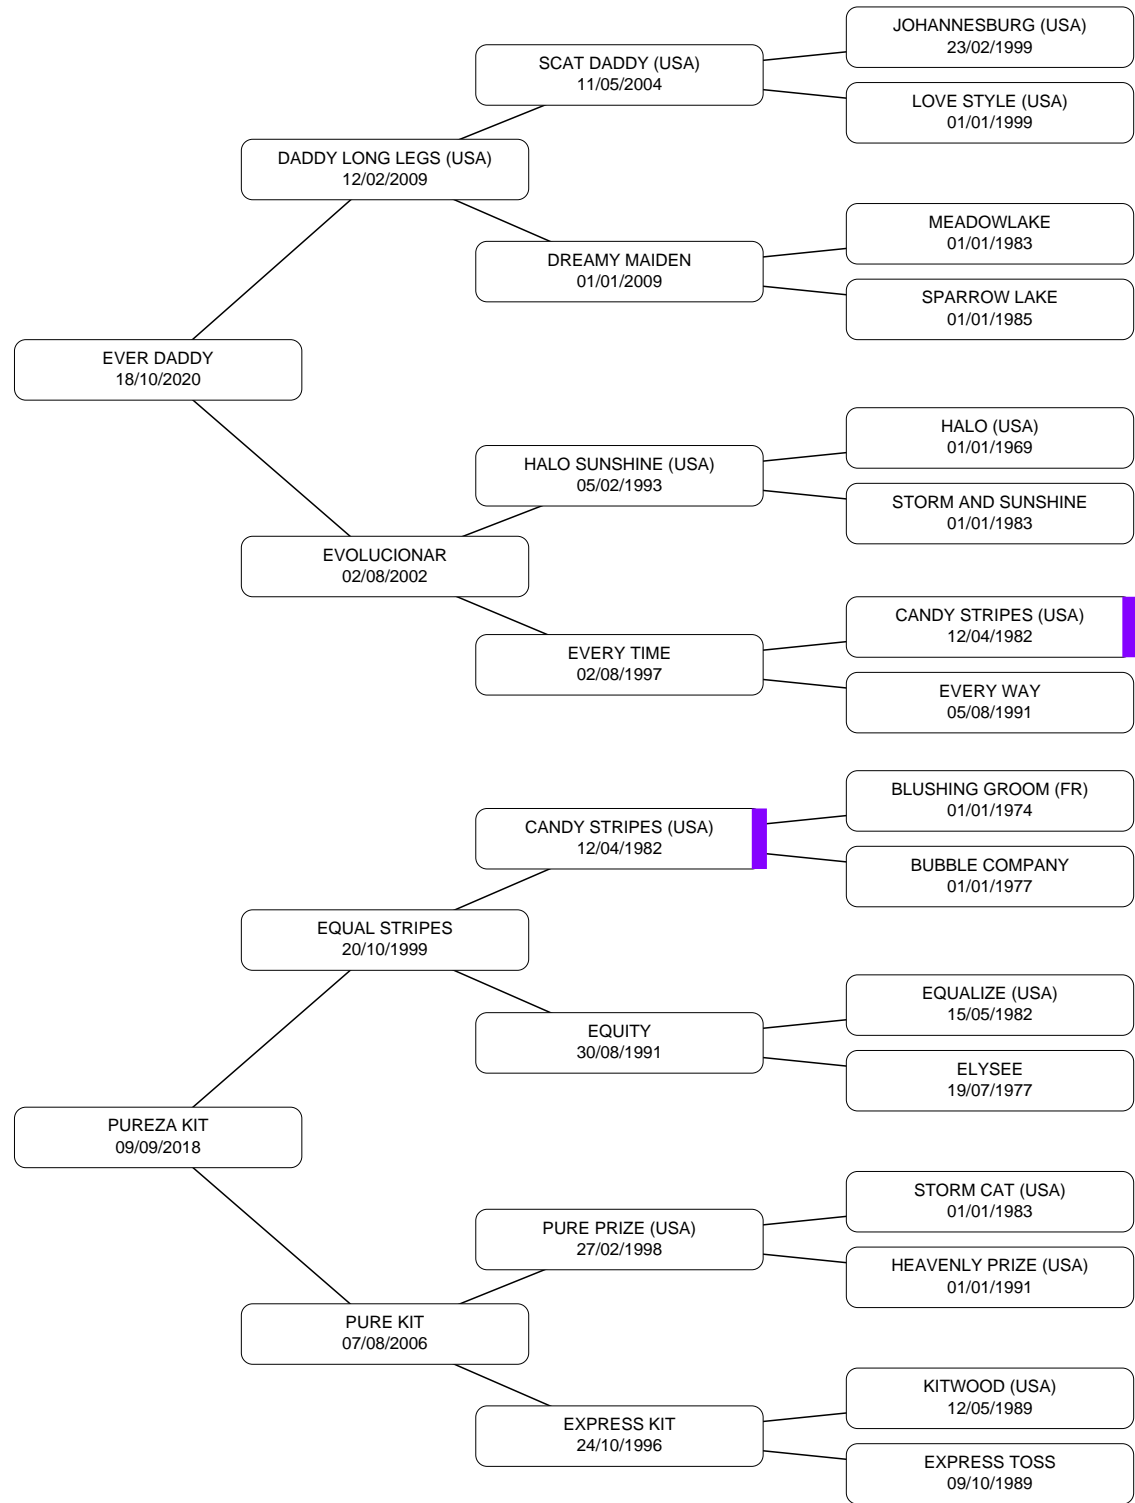 JOHANNESBURG (USA)
23/02/1999
SCAT DADDY (USA)
11/05/2004
LOVE STYLE (USA)
01/01/1999
DADDY LONG LEGS (USA)
12/02/2009
MEADOWLAKE
01/01/1983
DREAMY MAIDEN
01/01/2009
SPARROW LAKE
01/01/1985
EVER DADDY
18/10/2020
HALO (USA)
01/01/1969
HALO SUNSHINE (USA)
05/02/1993
STORM AND SUNSHINE
01/01/1983
EVOLUCIONAR
02/08/2002
CANDY STRIPES (USA)
12/04/1982
EVERY TIME
02/08/1997
EVERY WAY
05/08/1991
BLUSHING GROOM (FR)
01/01/1974
CANDY STRIPES (USA)
12/04/1982
BUBBLE COMPANY
01/01/1977
EQUAL STRIPES
20/10/1999
EQUALIZE (USA)
15/05/1982
EQUITY
30/08/1991
ELYSEE
19/07/1977
PUREZA KIT
09/09/2018
STORM CAT (USA)
01/01/1983
PURE PRIZE (USA)
27/02/1998
HEAVENLY PRIZE (USA)
01/01/1991
PURE KIT
07/08/2006
KITWOOD (USA)
12/05/1989
EXPRESS KIT
24/10/1996
EXPRESS TOSS
09/10/1989